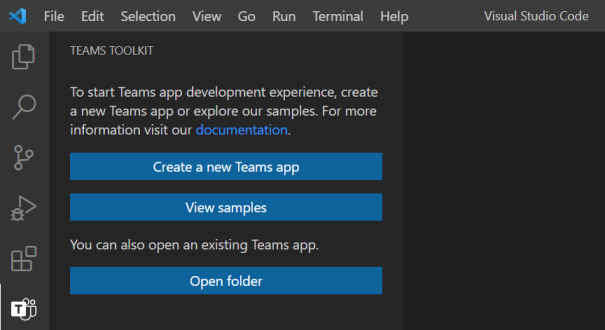 File Edit Selection View Go Run Terminal Help Visual Studio Code
TEAMS TOOLKIT
To start Teams app development experience, create
a new Teams app or explore our samples. For more
information visit our documentation.
Create a new Teams app
View samples
You can also open an existing Teams app.
Open folder
T